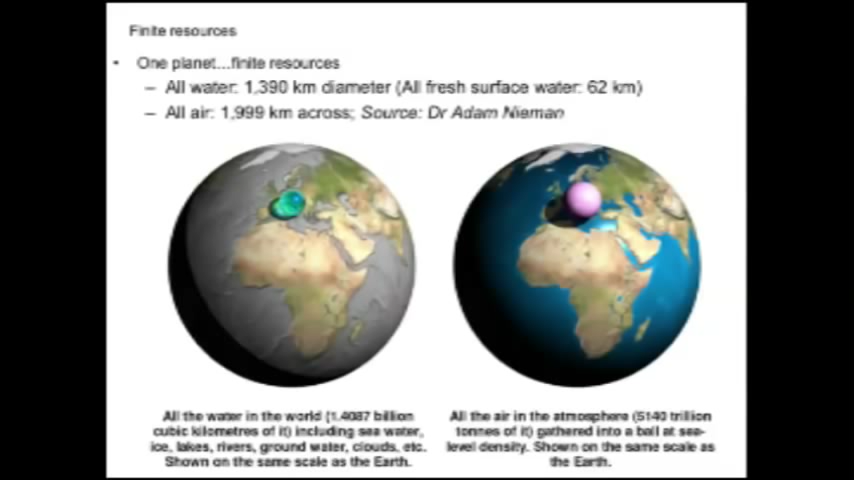 Finite resources
• One planet...finite resources
– All water: 1,390 km diameter (All fresh surface water: 62 km)
– All air: 1,999 km across; Source: Dr Adam Nieman
All the water in the world (1.4087 billion
cubic kilometres of it) including sea water,
ice, lakes, rivers, ground water, clouds, etc.
Shown on the same scale as the Earth.
All the air in the atmosphere (5140 trillion
tonnes of it) gathered into a ball at sea-
level density. Shown on the same scale as
the Earth.